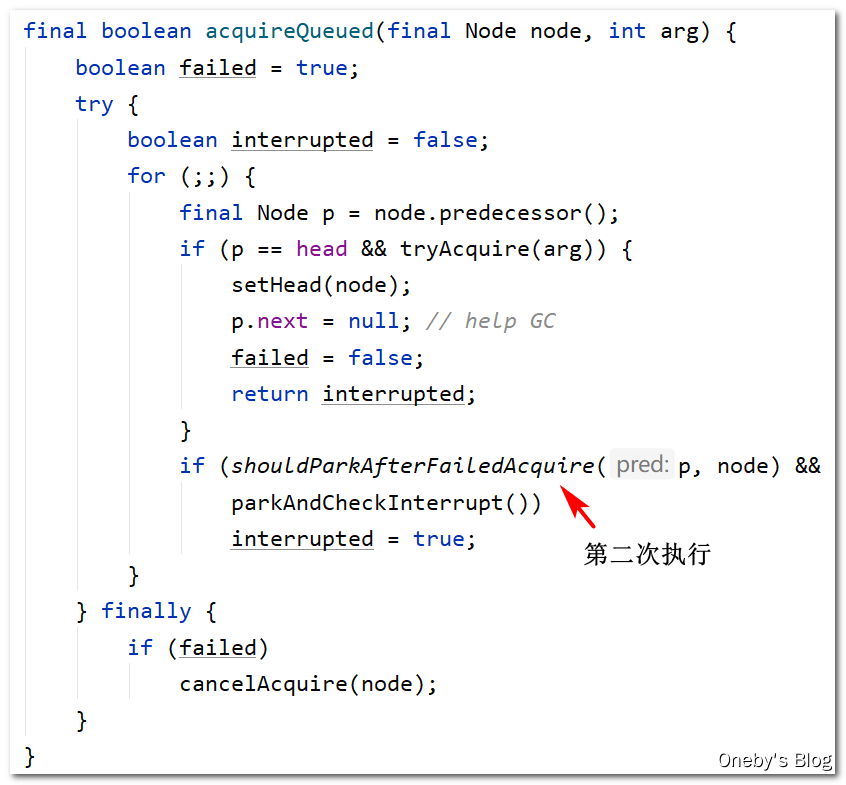 final boolean acquireQueued(final Node node, int arg) {
    boolean failed = true;
    try {
        boolean interrupted = false;
        for (;;) {
            final Node p = node.predecessor();
            if (p == head && tryAcquire(arg)) {
                setHead(node);
                p.next = null; // help GC
                failed = false;
                return interrupted;
            }
            if (shouldParkAfterFailedAcquire( pred: p, node) &&
                parkAndCheckInterrupt())
                interrupted = true;
第二次执行
        }
    } finally {
        if (failed)
            cancelAcquire(node);
    }
}
Oneby's Blog